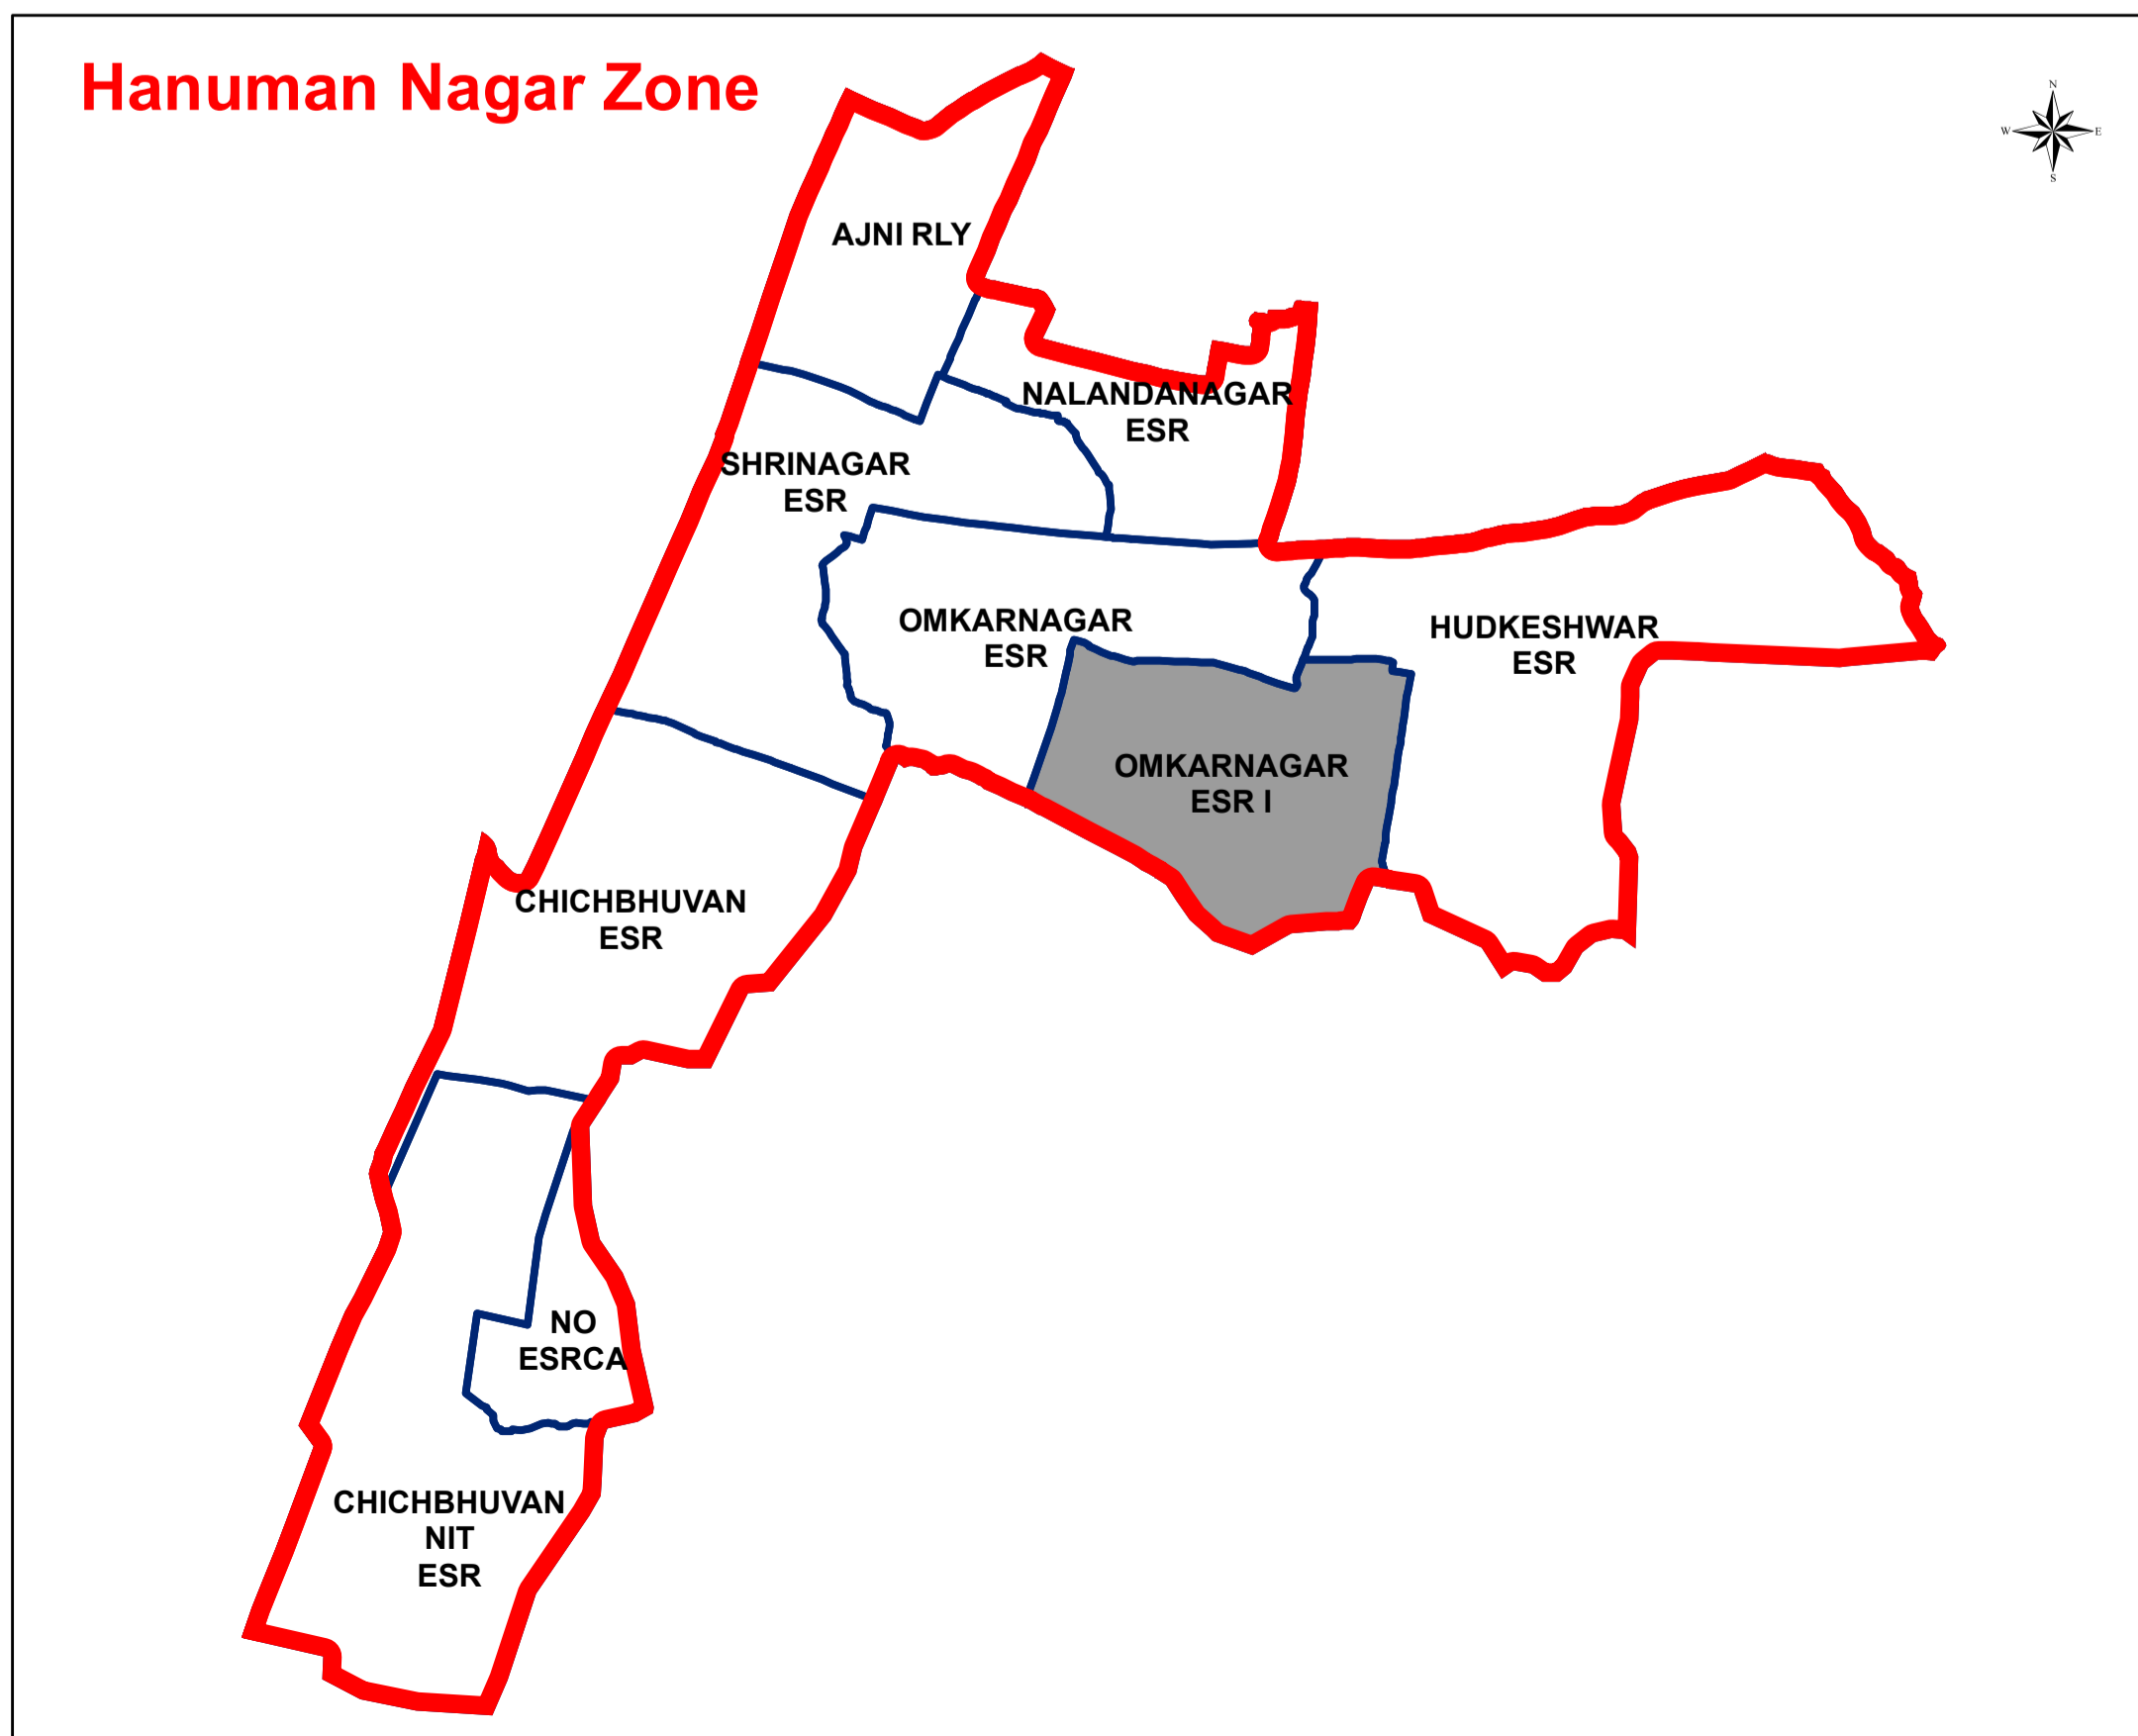 Hanuman Nagar Zone
N
W
E
S
AJNI RLY
NALANDANAGAR
ESR
SHRINAGAR
ESR
OMKARNAGAR
ESR
HUDKESHWAR
ESR
OMKARNAGAR
ESR I
CHICHBHUVAN
ESR
NO
ESRCA
CHICHBHUVAN
NIT
ESR